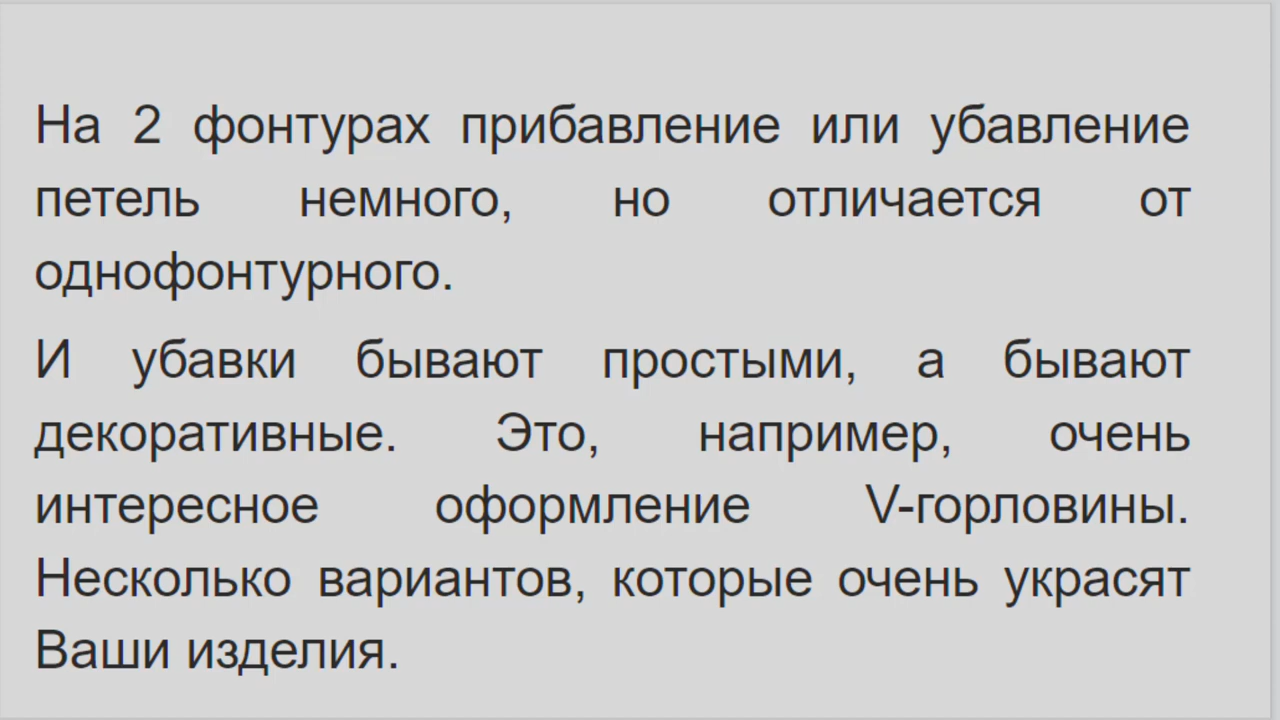 На 2 фонтурах прибавление или убавление
петель немного, но отличается от
однофонтурного.
И убавки бывают простыми, а бывают
декоративные. Это, например, очень
интересное оформление V-горловины.
Несколько вариантов, которые очень украсят
Ваши изделия.